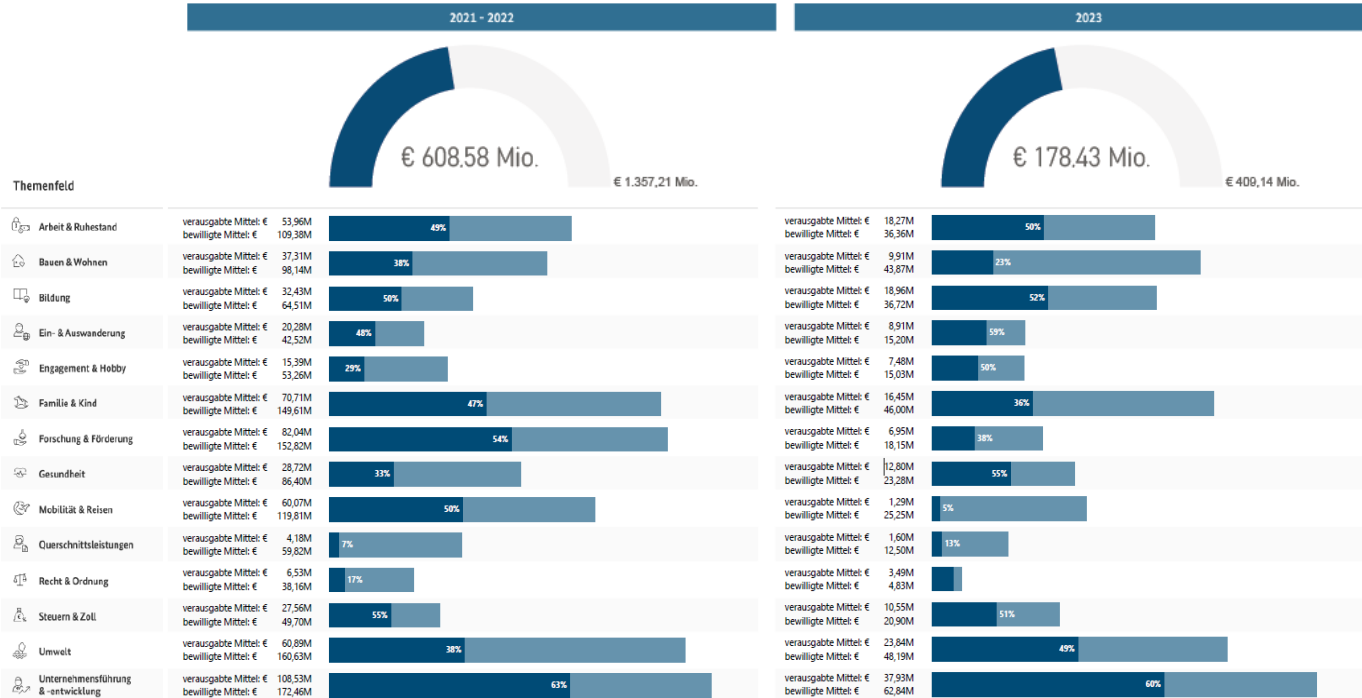 2021 - 2022
2023
€ 608,58 Mio.
€ 1.357,21 Mio.
€ 178,43 Mio.
€ 409,14 Mio.
Themenfeld
Arbeit & Ruhestand
verausgabte Mittel: € 53,96M
bewilligte Mittel: € 109,38M
49%
verausgabte Mittel: € 18,27M
bewilligte Mittel: € 36,36M
50%
Bauen & Wohnen
verausgabte Mittel: € 37,31M
bewilligte Mittel: € 98,14M
38%
verausgabte Mittel: € 9,91M
bewilligte Mittel: € 43,87M
23%
Bildung
verausgabte Mittel: € 32,43M
bewilligte Mittel: € 64,51M
50%
verausgabte Mittel: € 18,96M
bewilligte Mittel: € 36,72M
52%
Ein- & Auswanderung
verausgabte Mittel: € 20,28M
bewilligte Mittel: € 42,52M
48%
verausgabte Mittel: € 8,91M
bewilligte Mittel: € 15,20M
59%
Engagement & Hobby
verausgabte Mittel: € 15,39M
bewilligte Mittel: € 53,26M
29%
verausgabte Mittel: € 7,48M
bewilligte Mittel: € 15,03M
50%
Familie & Kind
verausgabte Mittel: € 70,71M
bewilligte Mittel: € 149,61M
47%
verausgabte Mittel: € 16,45M
bewilligte Mittel: € 46,00M
36%
Forschung & Förderung
verausgabte Mittel: € 82,04M
bewilligte Mittel: € 152,82M
54%
verausgabte Mittel: € 6,95M
bewilligte Mittel: € 18,15M
38%
Gesundheit
verausgabte Mittel: € 28,72M
bewilligte Mittel: € 86,40M
33%
verausgabte Mittel: € 12,80M
bewilligte Mittel: € 23,28M
55%
Mobilität & Reisen
verausgabte Mittel: € 60,07M
bewilligte Mittel: € 119,81M
50%
verausgabte Mittel: € 1,29M
bewilligte Mittel: € 25,25M
5%
Querschnittsleistungen
verausgabte Mittel: € 4,18M
bewilligte Mittel: € 59,82M
7%
verausgabte Mittel: € 1,60M
bewilligte Mittel: € 12,50M
13%
Recht & Ordnung
verausgabte Mittel: € 6,53M
bewilligte Mittel: € 38,16M
17%
verausgabte Mittel: € 3,49M
bewilligte Mittel: € 4,83M
Steuern & Zoll
verausgabte Mittel: € 27,56M
bewilligte Mittel: € 49,70M
55%
verausgabte Mittel: € 10,55M
bewilligte Mittel: € 20,90M
51%
Umwelt
verausgabte Mittel: € 60,89M
bewilligte Mittel: € 160,63M
38%
verausgabte Mittel: € 23,84M
bewilligte Mittel: € 48,19M
49%
Unternehmensführung
& -entwicklung
verausgabte Mittel: € 108,53M
bewilligte Mittel: € 172,46M
63%
verausgabte Mittel: € 37,93M
bewilligte Mittel: € 62,84M
60%